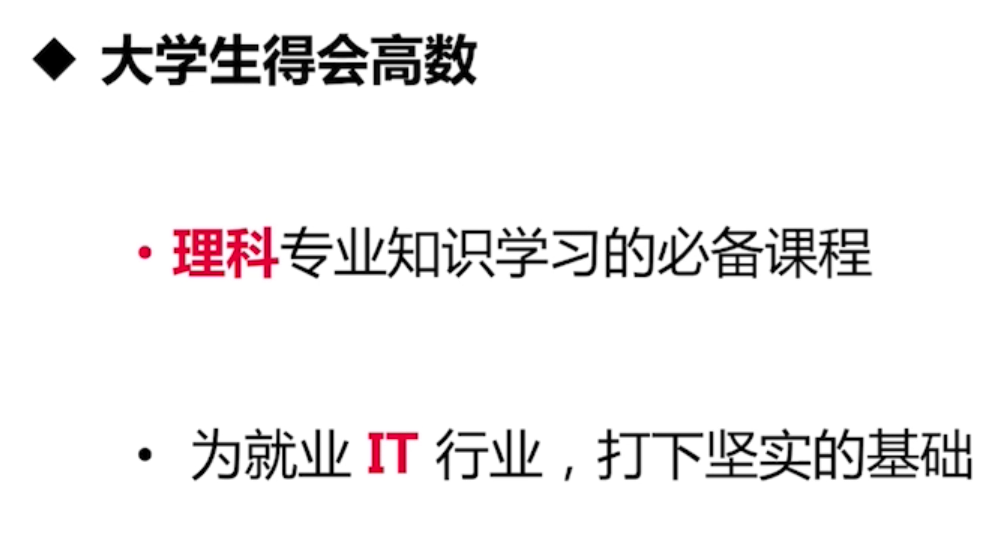 ◆ 大学生得会高数
• 理科专业知识学习的必备课程
• 为就业 IT 行业，打下坚实的基础